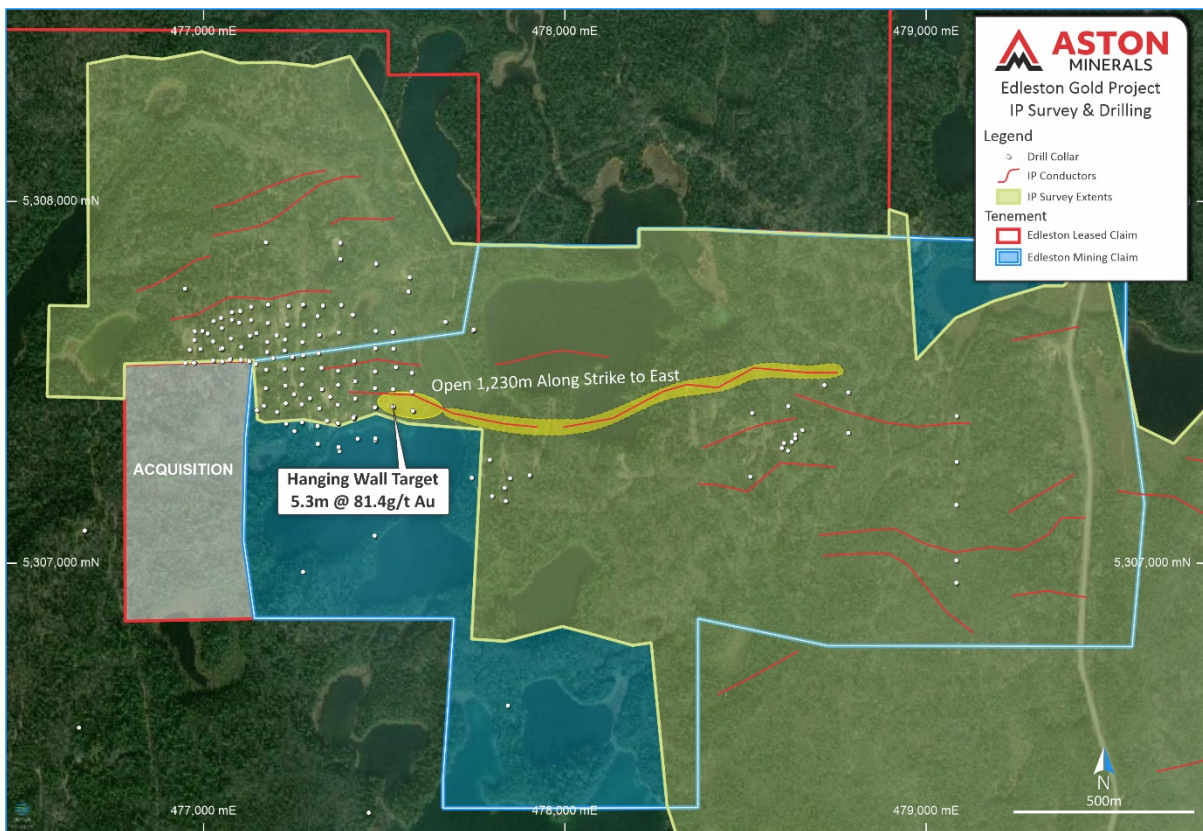 477,000 mE
478,000 mE
479,000 mE
ASTON
MINERALS
Edleston Gold Project
IP Survey & Drilling
Legend
Drill Collar
IP Conductors
IP Survey Extents
Tenement
Edleston Leased Claim
Edleston Mining Claim
5,308,000 mN
Open 1,230m Along Strike to East
ACQUISITION
Hanging Wall Target
5.3m @ 81.4g/t Au
5,307,000 mN
5,307,000 mN
N
500m
477,000 mE
478,000 mE
479,000 mE